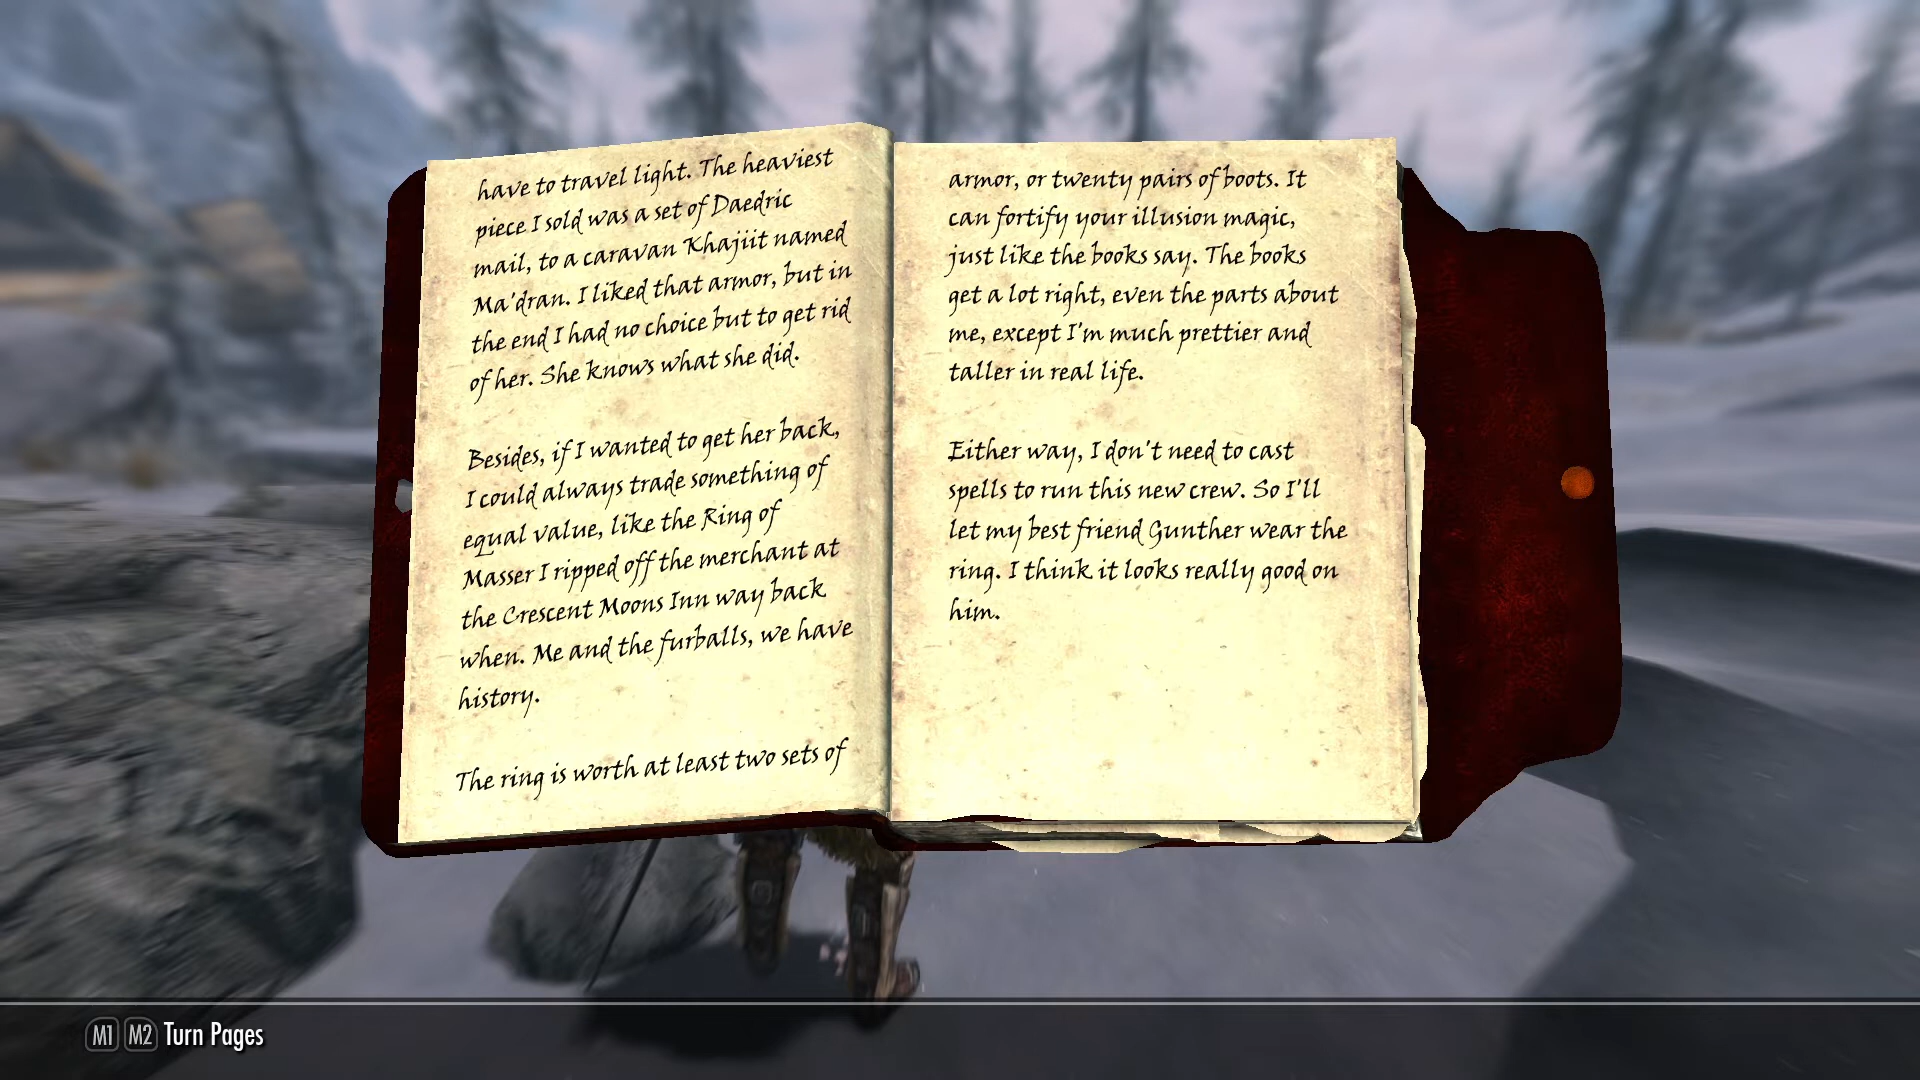 have to travel light. The heaviest
piece I sold was a set of Daedric
mail, to a caravan Khajiit named
Ma'dran. I liked that armor, but in
the end I had no choice but to get rid
of her. She knows what she did.
Besides, if I wanted to get her back,
I could always trade something of
equal value, like the Ring of
Masser I ripped off the merchant at
the Crescent Moons Inn way back
when. Me and the furballs, we have
history.
The ring is worth at least two sets of
armor, or twenty pairs of boots. It
can fortify your illusion magic,
just like the books say. The books
get a lot right, even the parts about
me, except I'm much prettier and
taller in real life.
Either way, I don't need to cast
spells to run this new crew. So I'll
let my best friend Gunther wear the
ring. I think it looks really good on
him.
M1 M2 Turn Pages